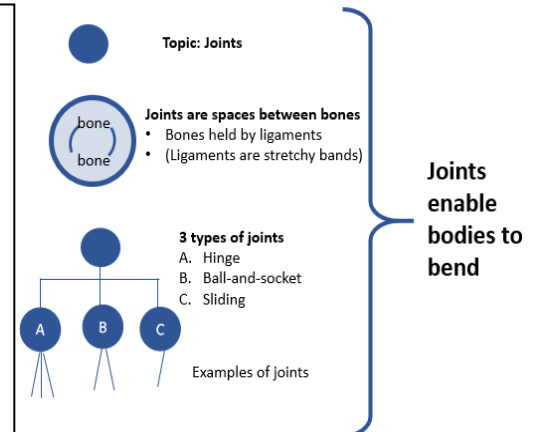 Topic: Joints
Joints are spaces between bones
• Bones held by ligaments
• (Ligaments are stretchy bands)
bone
bone
3 types of joints
A. Hinge
B. Ball-and-socket
C. Sliding
A
B
C
Examples of joints
Joints
enable
bodies to
bend